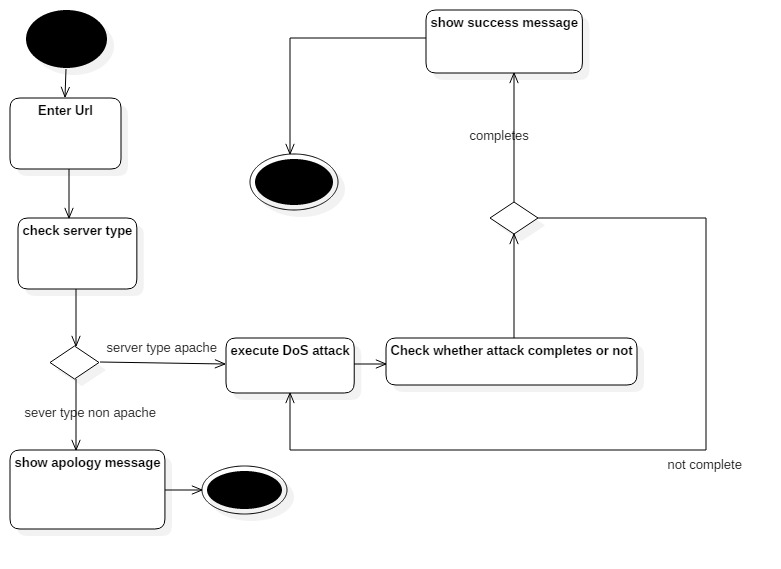 show success message
Enter Url
completes
check server type
server type apache
execute DoS attack
Check whether attack completes or not
sever type non apache
show apology message
not complete